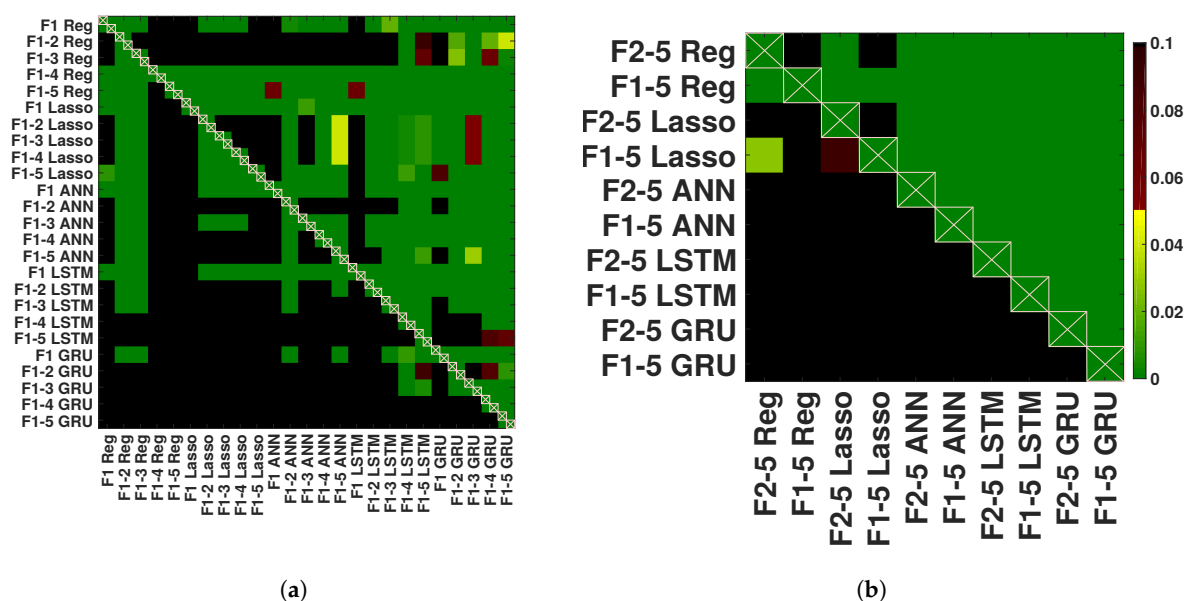 F1 Reg
F1-2 Reg
F1-3 Reg
F1-4 Reg
F1-5 Reg
F1 Lasso
F1-2 Lasso
F1-3 Lasso
F1-4 Lasso
F1-5 Lasso
F1 ANN
F1-2 ANN
F1-3 ANN
F1-4 ANN
F1-5 ANN
F1 LSTM
F1-2 LSTM
F1-3 LSTM
F1-4 LSTM
F1-5 LSTM
F1 GRU
F1-2 GRU
F1-3 GRU
F1-4 GRU
F1-5 GRU
F1 Reg
F1-2 Reg
F1-3 Reg
F1-4 Reg
F1-5 Reg
F1 Lasso
F1-2 Lasso
F1-3 Lasso
F1-4 Lasso
F1-5 Lasso
F1 ANN
F1-2 ANN
F1-3 ANN
F1-4 ANN
F1-5 ANN
F1 LSTM
F1-2 LSTM
F1-3 LSTM
F1-4 LSTM
F1-5 LSTM
F1 GRU
F1-2 GRU
F1-3 GRU
F1-4 GRU
F1-5 GRU
(a)
F2-5 Reg
F1-5 Reg
F2-5 Lasso
F1-5 Lasso
F2-5 ANN
F1-5 ANN
F2-5 LSTM
F1-5 LSTM
F2-5 GRU
F1-5 GRU
F2-5 Reg
F1-5 Reg
F2-5 Lasso
F1-5 Lasso
F2-5 ANN
F1-5 ANN
F2-5 LSTM
F1-5 LSTM
F2-5 GRU
F1-5 GRU
0.1
0.08
0.06
0.04
0.02
0
(b)